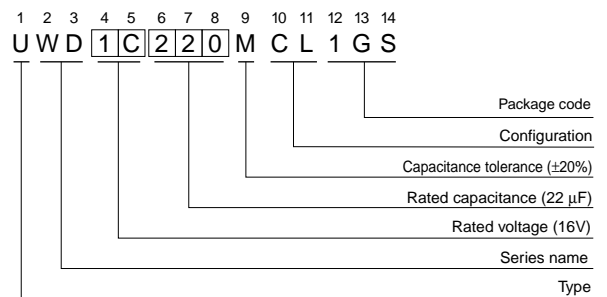 1 2 3 4 5 6 7 8 9 10 11 12 13 14
U W D 1 C 2 2 0 M C L 1 G S
Package code
Configuration
Capacitance tolerance (±20%)
Rated capacitance (22 µF)
Rated voltage (16V)
Series name
Type